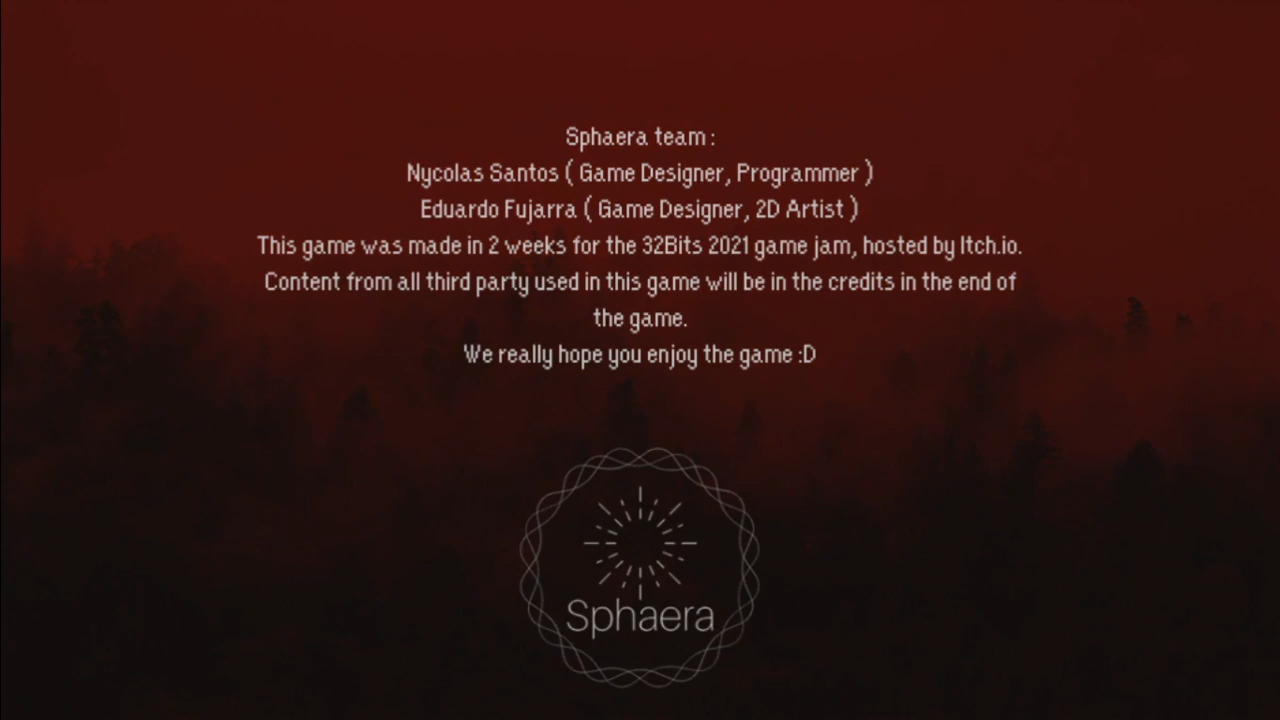 Sphaera team :
Nycolas Santos ( Game Designer, Programmer )
Eduardo Fujarra ( Game Designer, 2D Artist )
This game was made in 2 weeks for the 32Bits 2021 game jam, hosted by Itch.io.
Content from all third party used in this game will be in the credits in the end of
the game.
We really hope you enjoy the game :D
Sphaera